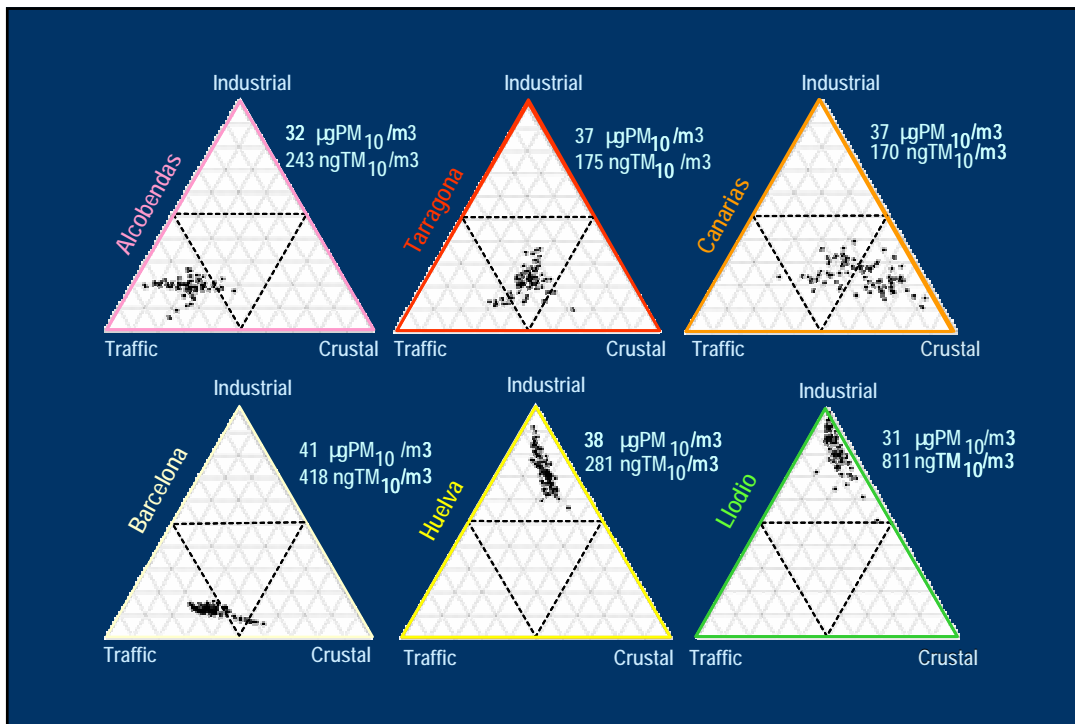 Industrial
32 µgPM10/m3
243 ngTM10/m3
Alcobendas
Traffic Crustal
Industrial
37 µgPM10/m3
175 ngTM10 /m3
Tarragona
Traffic Crustal
Industrial
37 µgPM10/m3
170 ngTM10/m3
Canarias
Traffic Crustal
Industrial
41 µgPM10 /m3
418 ngTM10/m3
Barcelona
Traffic Crustal
Industrial
38 µgPM10/m3
281 ngTM10/m3
Huelva
Traffic Crustal
Industrial
31 µgPM10/m3
811 ngTM10/m3
Llodio
Traffic Crustal